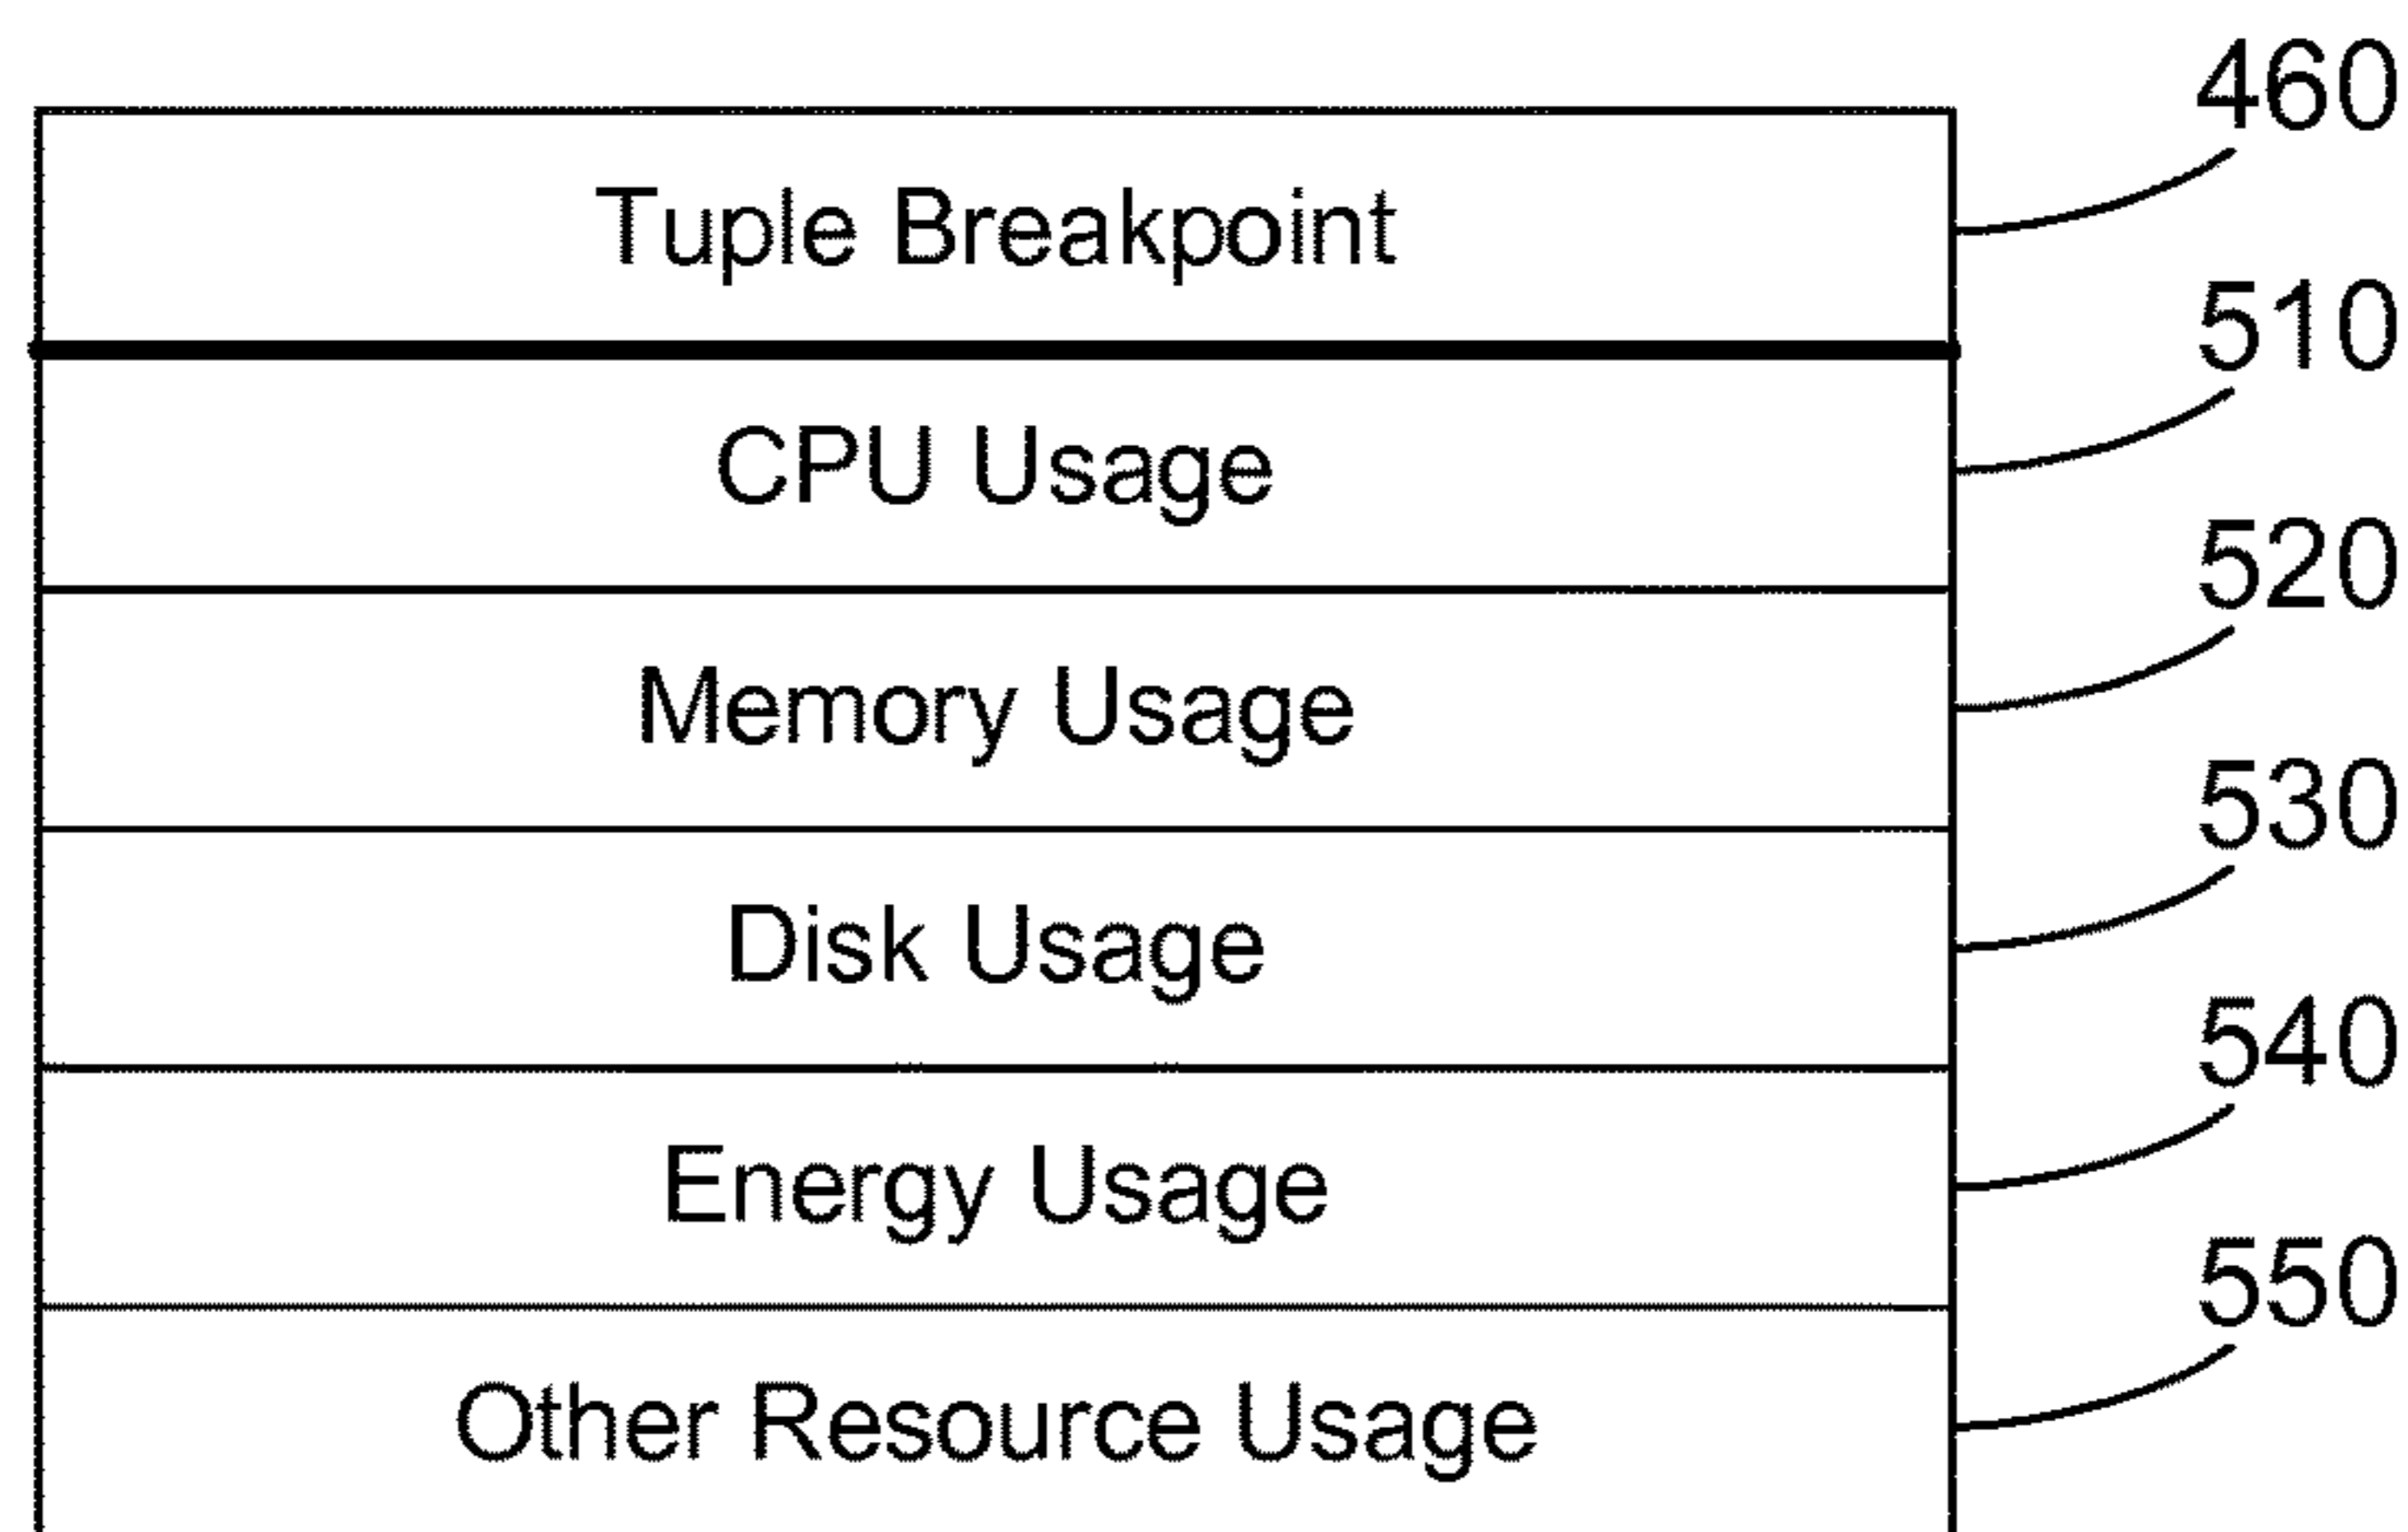 460
Tuple Breakpoint
510
CPU Usage
520
Memory Usage
530
Disk Usage
540
Energy Usage
550
Other Resource Usage